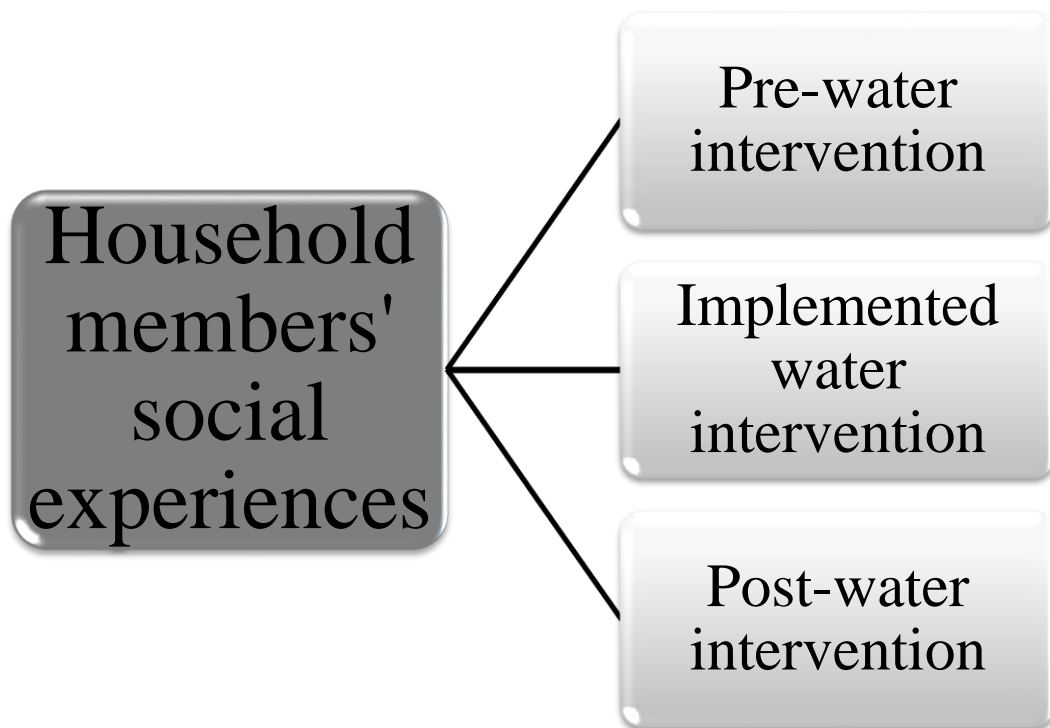 Household
members'
social
experiences
Pre-water
intervention
Implemented
water
intervention
Post-water
intervention